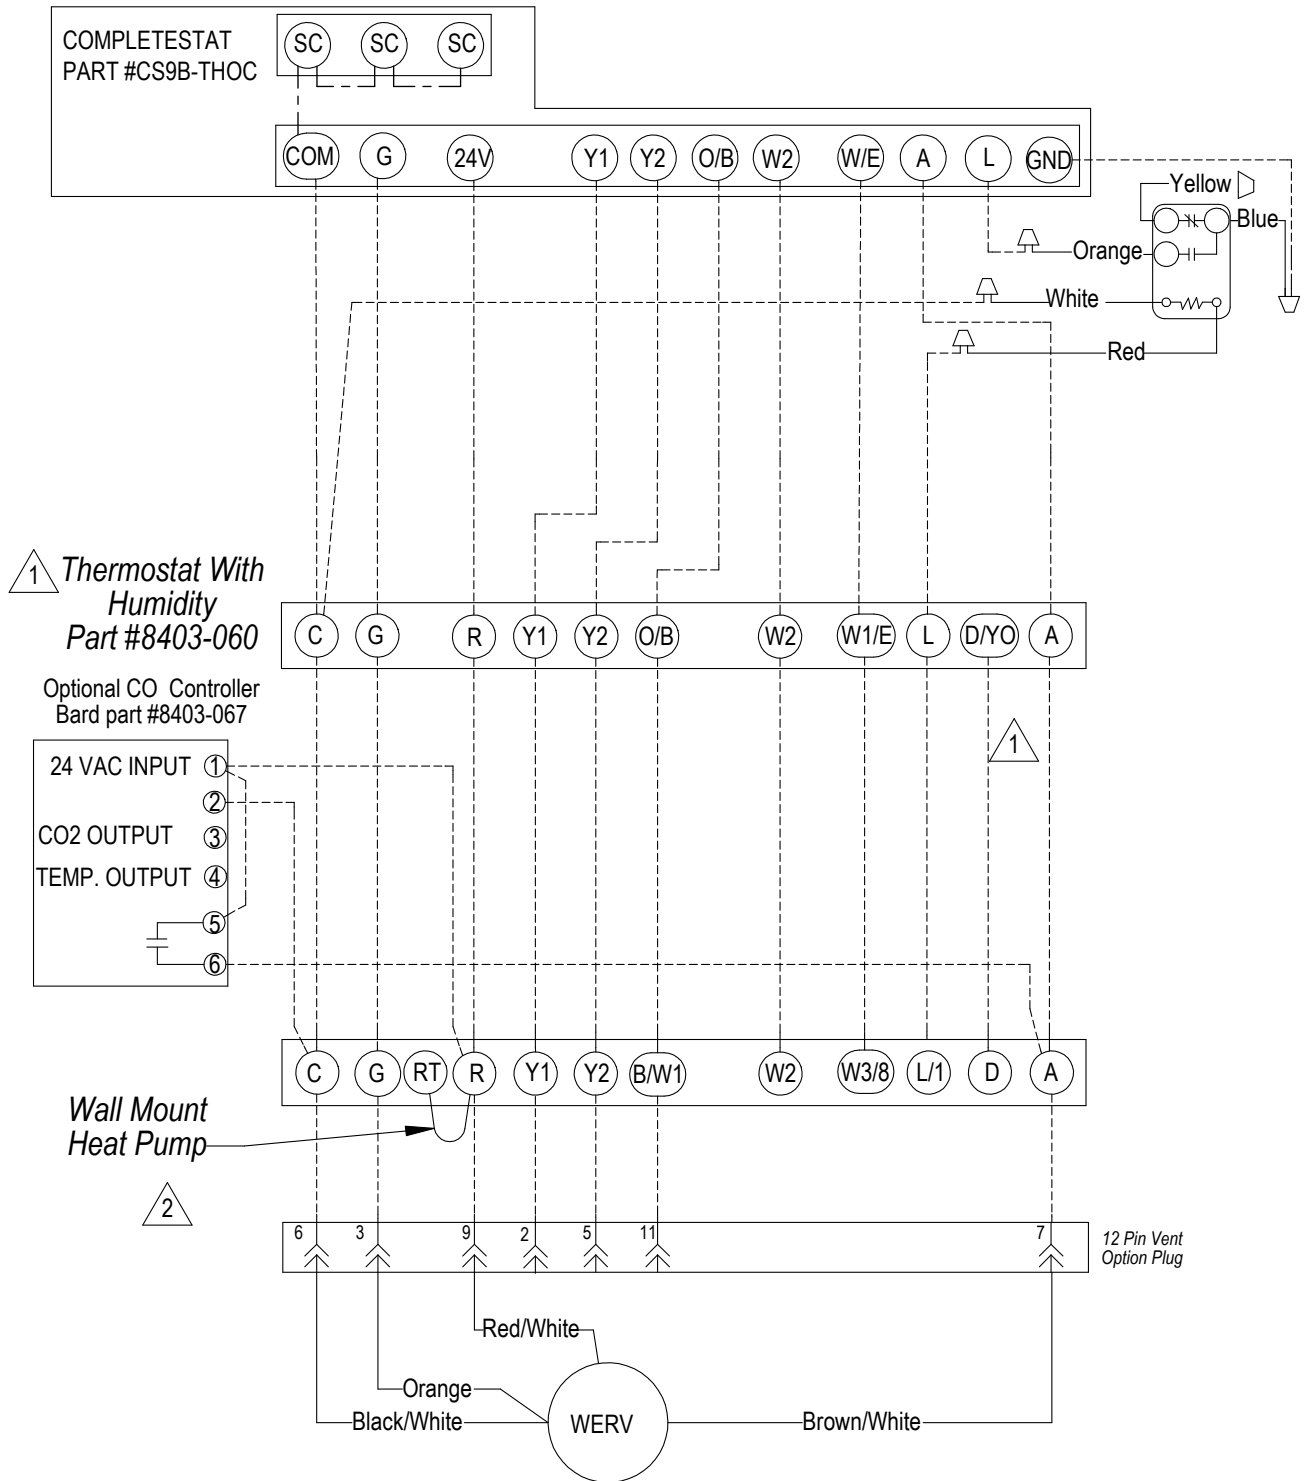 COMPLETESTAT
PART #CS9B-THOC
SC SC SC
COM G 24V Y1 Y2 O/B W2 W/E A L GND
Yellow
Blue
Orange
White
Red
1 Thermostat With
Humidity
Part #8403-060
C G R Y1 Y2 O/B W2 W1/E L D/YO A
Optional CO Controller
Bard part #8403-067
1
24 VAC INPUT 1
2
CO2 OUTPUT 3
TEMP. OUTPUT 4
5
6
C G RT R Y1 Y2 B/W1 W2 W3/8 L/1 D A
Wall Mount
Heat Pump
2
6 3 9 2 5 11 7
12 Pin Vent
Option Plug
Red/White
Orange
Black/White
WERV
Brown/White